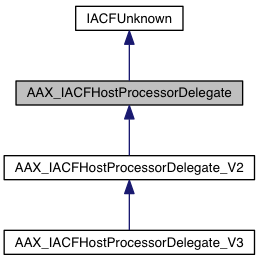 IACFUnknown
AAX_IACFHostProcessorDelegate
AAX_IACFHostProcessorDelegate_V2
AAX_IACFHostProcessorDelegate_V3